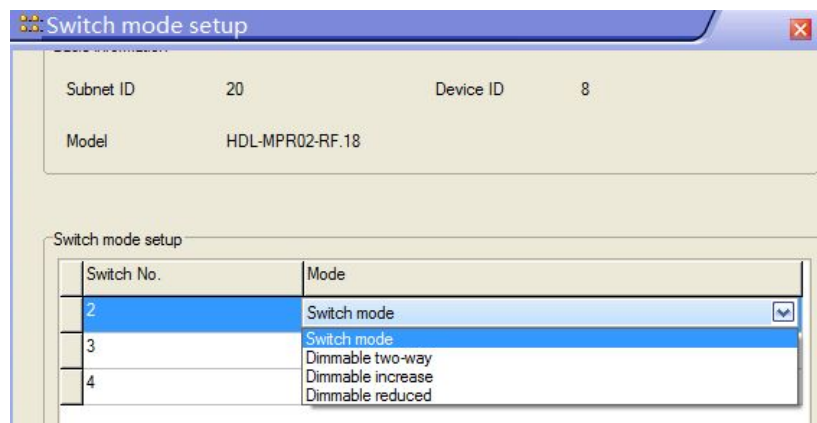 Switch mode setup
Subnet ID 20 Device ID 8
Model HDL-MPR02-RF.18
Switch mode setup
Switch No. Mode
2 Switch mode
Switch mode
3
Dimmable two-way
Dimmable increase
4
Dimmable reduced